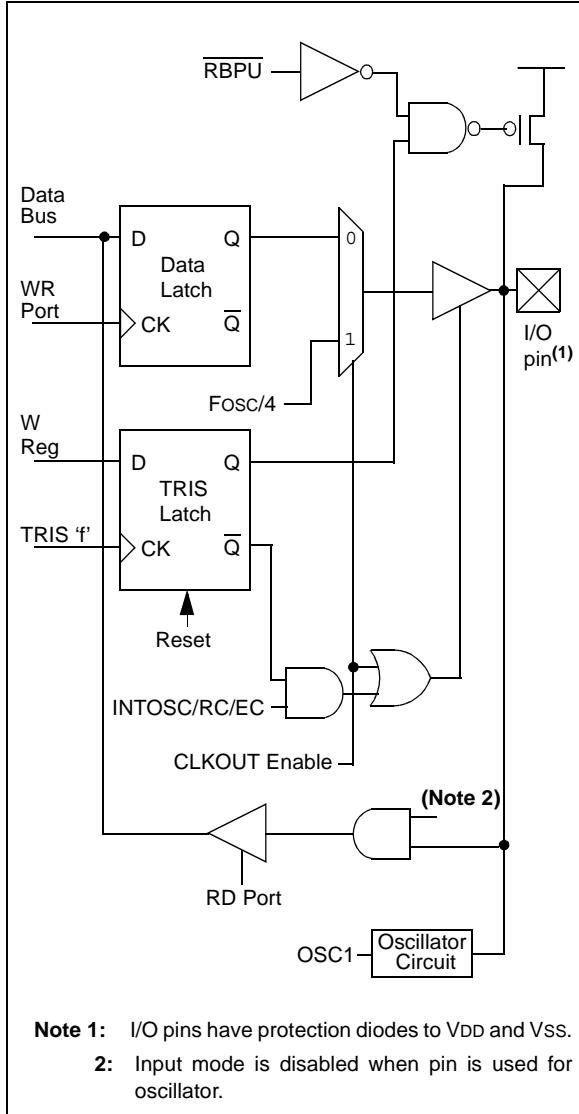 RBPU
Data
Bus
D
Q
0
Data
Latch
WR
Port
CK
Q
1
I/O
pin(1)
FOSC/4
W
Reg
D
Q
TRIS
Latch
TRIS ‘f’
CK
Q
Reset
INTOSC/RC/EC
CLKOUT Enable
(Note 2)
RD Port
OSC1
Oscillator
Circuit
Note 1: I/O pins have protection diodes to VDD and VSS.
2: Input mode is disabled when pin is used for
oscillator.